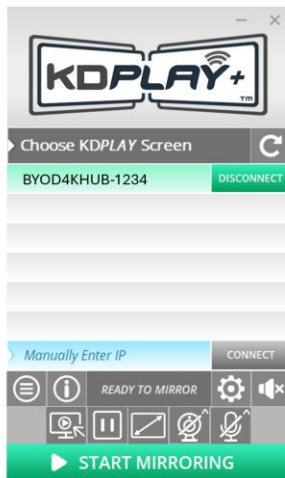 KDPLAY+
TM
Choose KDPLAY Screen
BYOD4KHUB-1234 DISCONNECT
Manually Enter IP CONNECT
READY TO MIRROR
START MIRRORING